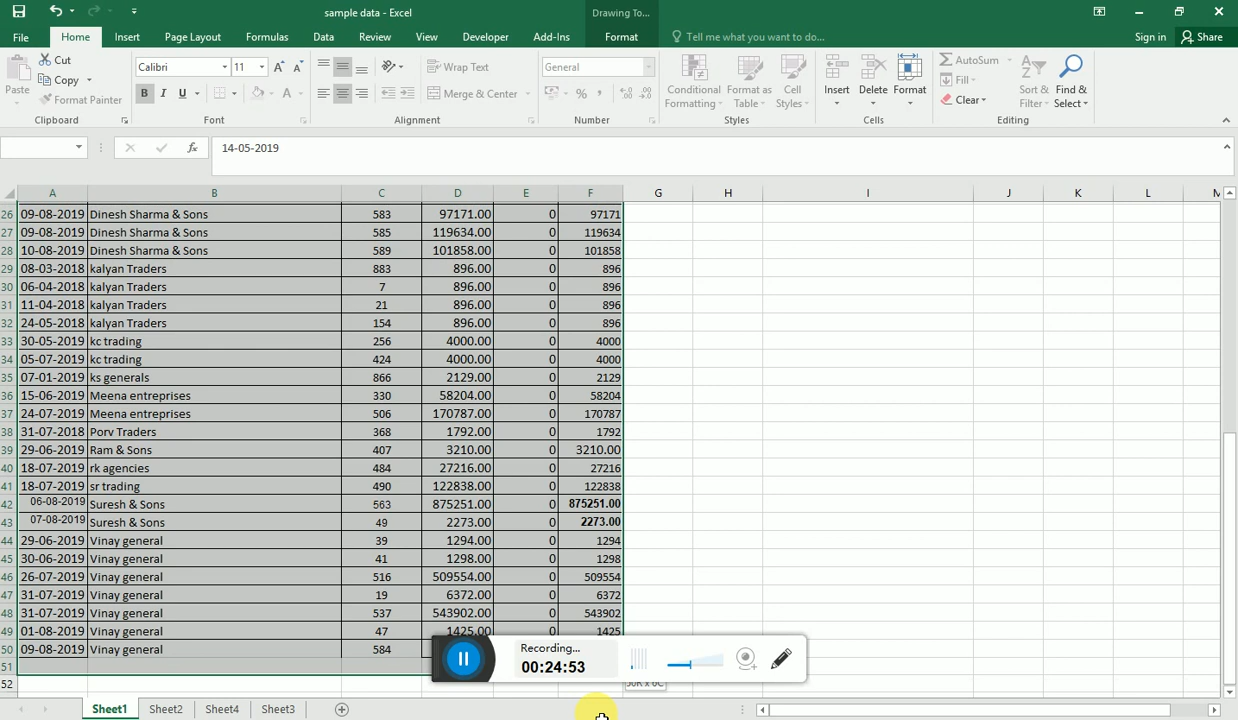 sample data - Excel
Drawing To...
File Home Insert Page Layout Formulas Data Review View Developer Add-Ins Format Tell me what you want to do... Sign in Share
Paste Cut Copy Format Painter Clipboard
Calibri 11 B I U A Font
Wrap Text Merge & Center Alignment
General % , Number
Conditional Formatting Format as Table Cell Styles Styles
Insert Delete Format Cells
AutoSum Fill Clear Sort & Filter Find & Select Editing
fx 14-05-2019
A B C D E F G H I J K L M
26 09-08-2019 Dinesh Sharma & Sons 583 97171.00 0 97171
27 09-08-2019 Dinesh Sharma & Sons 585 119634.00 0 119634
28 10-08-2019 Dinesh Sharma & Sons 589 101858.00 0 101858
29 08-03-2018 kalyan Traders 883 896.00 0 896
30 06-04-2018 kalyan Traders 7 896.00 0 896
31 11-04-2018 kalyan Traders 21 896.00 0 896
32 24-05-2018 kalyan Traders 154 896.00 0 896
33 30-05-2019 kc trading 256 4000.00 0 4000
34 05-07-2019 kc trading 424 4000.00 0 4000
35 07-01-2019 ks generals 866 2129.00 0 2129
36 15-06-2019 Meena entreprises 330 58204.00 0 58204
37 24-07-2019 Meena entreprises 506 170787.00 0 170787
38 31-07-2018 Porv Traders 368 1792.00 0 1792
39 29-06-2019 Ram & Sons 407 3210.00 0 3210.00
40 18-07-2019 rk agencies 484 27216.00 0 27216
41 18-07-2019 sr trading 490 122838.00 0 122838
42 06-08-2019 Suresh & Sons 563 875251.00 0 875251.00
43 07-08-2019 Suresh & Sons 49 2273.00 0 2273.00
44 29-06-2019 Vinay general 39 1294.00 0 1294
45 30-06-2019 Vinay general 41 1298.00 0 1298
46 26-07-2019 Vinay general 516 509554.00 0 509554
47 31-07-2019 Vinay general 19 6372.00 0 6372
48 31-07-2019 Vinay general 537 543902.00 0 543902
49 01-08-2019 Vinay general 47 1425.00 0 1425
50 09-08-2019 Vinay general 584
51
52
Recording...
00:24:53
Sheet1 Sheet2 Sheet4 Sheet3